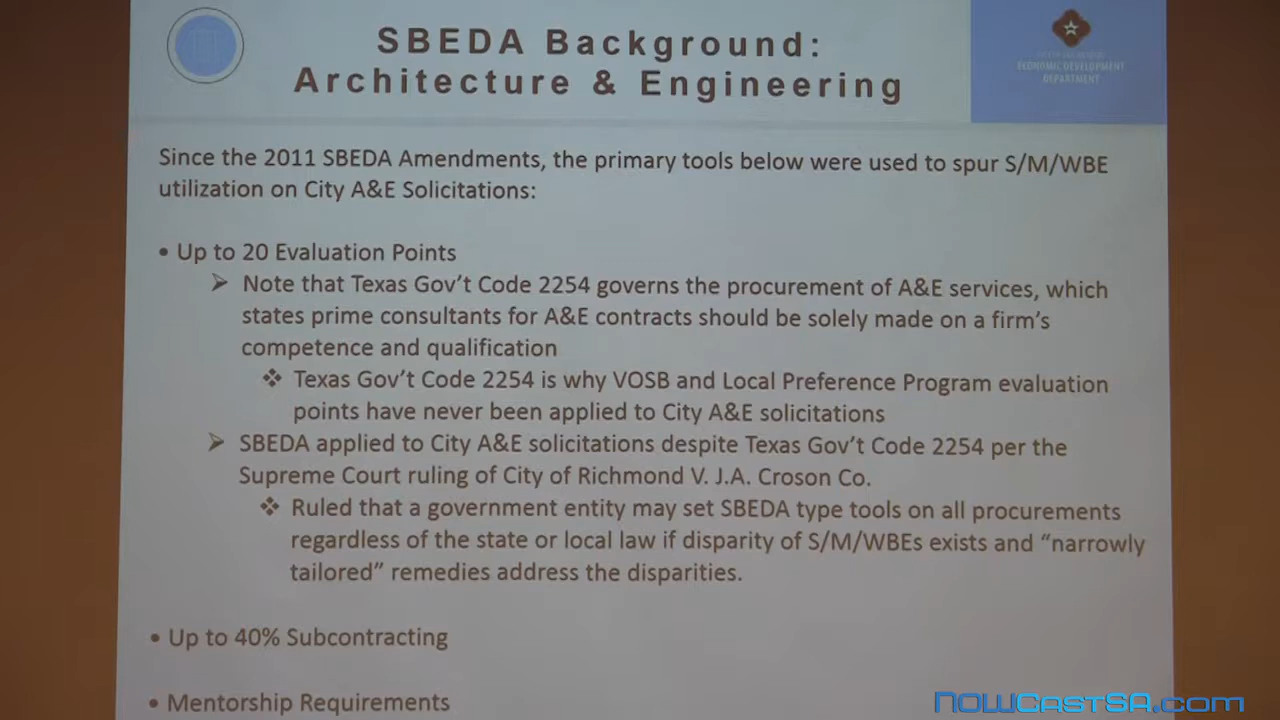 SBEDA Background:
Architecture & Engineering
ECONOMIC DEVELOPMENT
DEPARTMENT
Since the 2011 SBEDA Amendments, the primary tools below were used to spur S/M/WBE
utilization on City A&E Solicitations:
• Up to 20 Evaluation Points
➢ Note that Texas Gov't Code 2254 governs the procurement of A&E services, which
states prime consultants for A&E contracts should be solely made on a firm's
competence and qualification
❖ Texas Gov't Code 2254 is why VOSB and Local Preference Program evaluation
points have never been applied to City A&E solicitations
➢ SBEDA applied to City A&E solicitations despite Texas Gov't Code 2254 per the
Supreme Court ruling of City of Richmond V. J.A. Croson Co.
❖ Ruled that a government entity may set SBEDA type tools on all procurements
regardless of the state or local law if disparity of S/M/WBEs exists and “narrowly
tailored” remedies address the disparities.
• Up to 40% Subcontracting
• Mentorship Requirements
NOWCASTSA.com